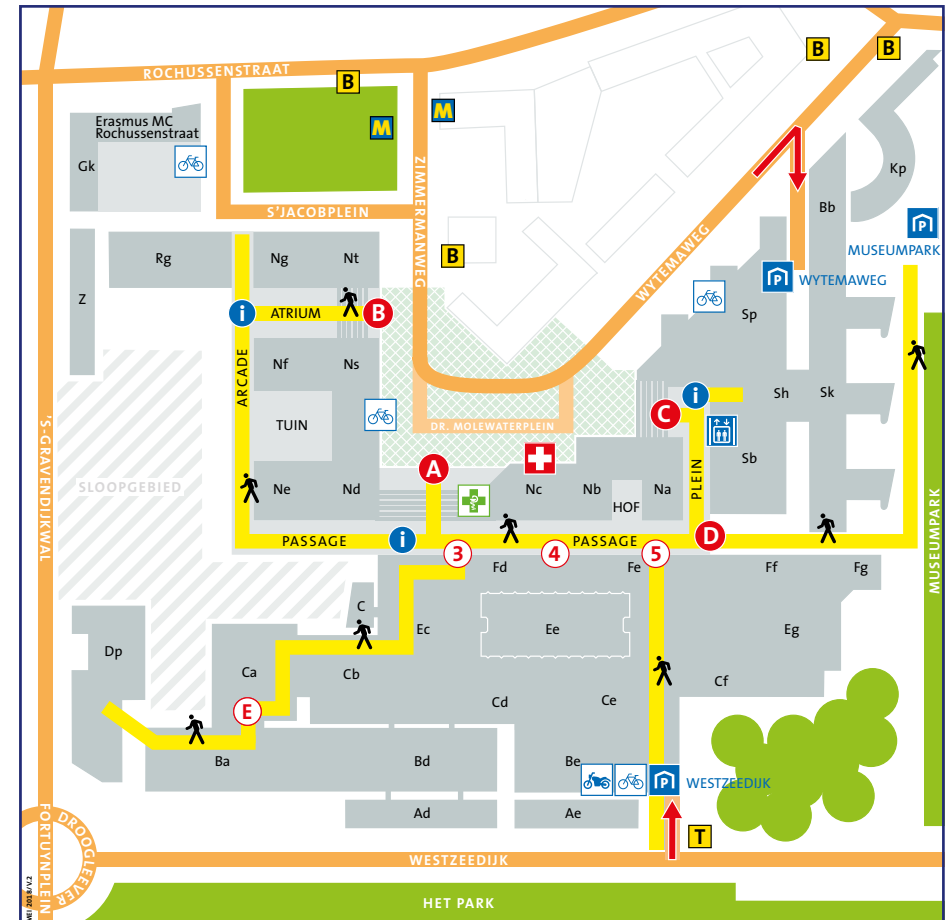 ROCHUSSENSTRAAT
B
B
B
M
M
Erasmus MC
Rochussenstraat
Gk
Kp
ZIMMERMANWEG
S'JACOBPLEIN
Bb
MUSEUMPARK
P
Rg
Ng
Nt
B
WYTEMAWEG
P
WYTEMAWEG
Z
i
ATRIUM
B
Sp
ARCADE
Nf
Ns
i
Sh
Sk
TUIN
DR. MOLEWATERPLEIN
C
'S-GRAVENDIJKWAL
SLOOPGEBIED
A
Ne
Nd
Nc
Nb
HOF
Na
PLEIN
Sb
PASSAGE
i
PASSAGE
D
3
4
5
Fd
Fe
Ff
Fg
MUSEUMPARK
C
Ec
Ee
Eg
Dp
Ca
Cb
Cd
Ce
Cf
E
Ba
Bd
Be
P
WESTZEEDIJK
Ad
Ae
T
DROOGLEEVER
FORTUYNPLEIN
WESTZEEDIJK
HET PARK
2018/V.2